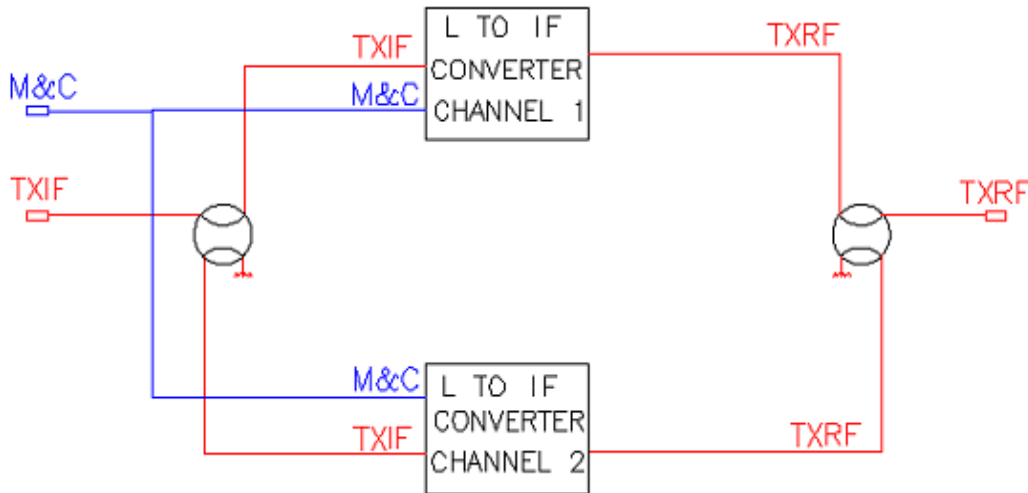 L TO IF
CONVERTER
CHANNEL 1
TXIF
M&C
TXRF
M&C
TXIF
TXRF
M&C
TXIF
L TO IF
CONVERTER
CHANNEL 2
TXRF